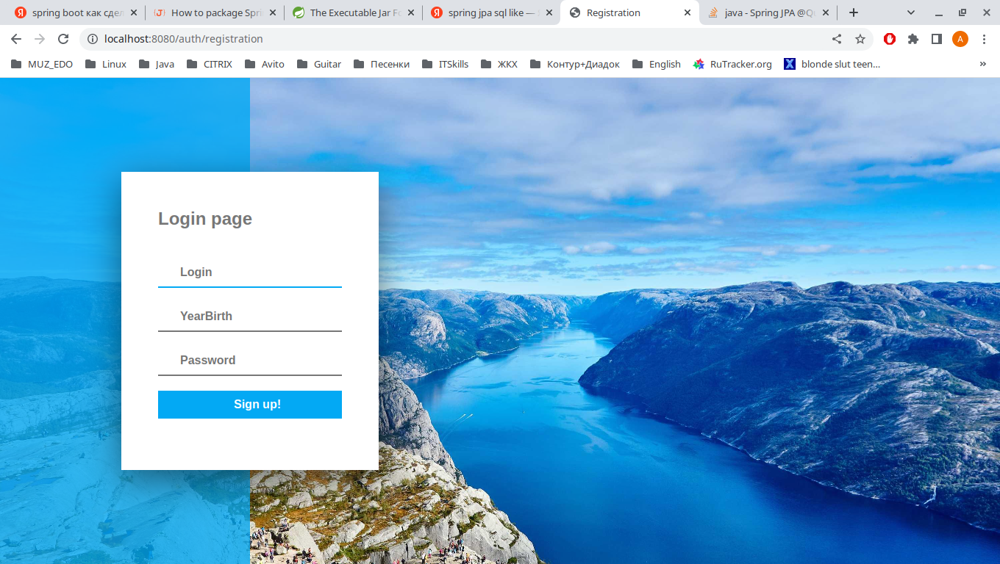 spring boot как сдел
How to package Spri
The Executable Jar Fo
spring jpa sql like —
Registration
java - Spring JPA @Qu
localhost:8080/auth/registration
A
MUZ_EDO
Linux
Java
CITRIX
Avito
Guitar
Песенки
ITSkills
ЖКХ
Контур+Диадок
English
RuTracker.org
blonde slut teen…
Login page
Login
YearBirth
Password
Sign up!